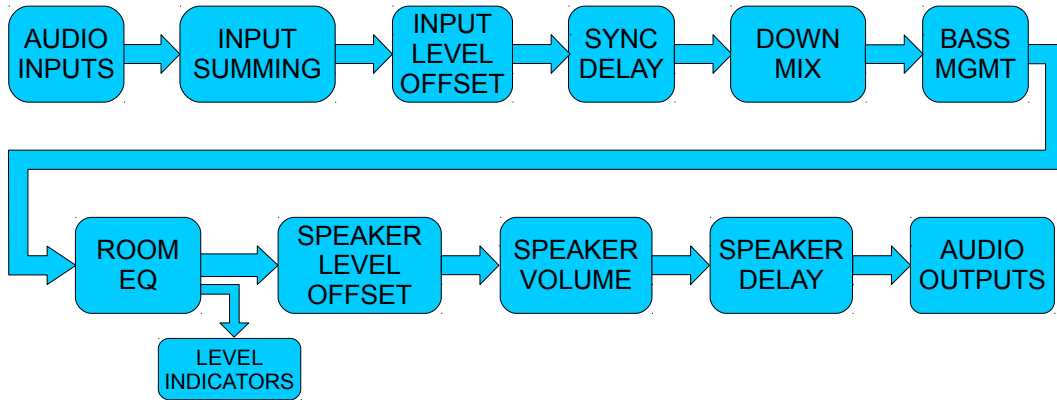 AUDIO
INPUTS
INPUT
SUMMING
INPUT
LEVEL
OFFSET
SYNC
DELAY
DOWN
MIX
BASS
MGMT
ROOM
EQ
SPEAKER
LEVEL
OFFSET
SPEAKER
VOLUME
SPEAKER
DELAY
AUDIO
OUTPUTS
LEVEL
INDICATORS